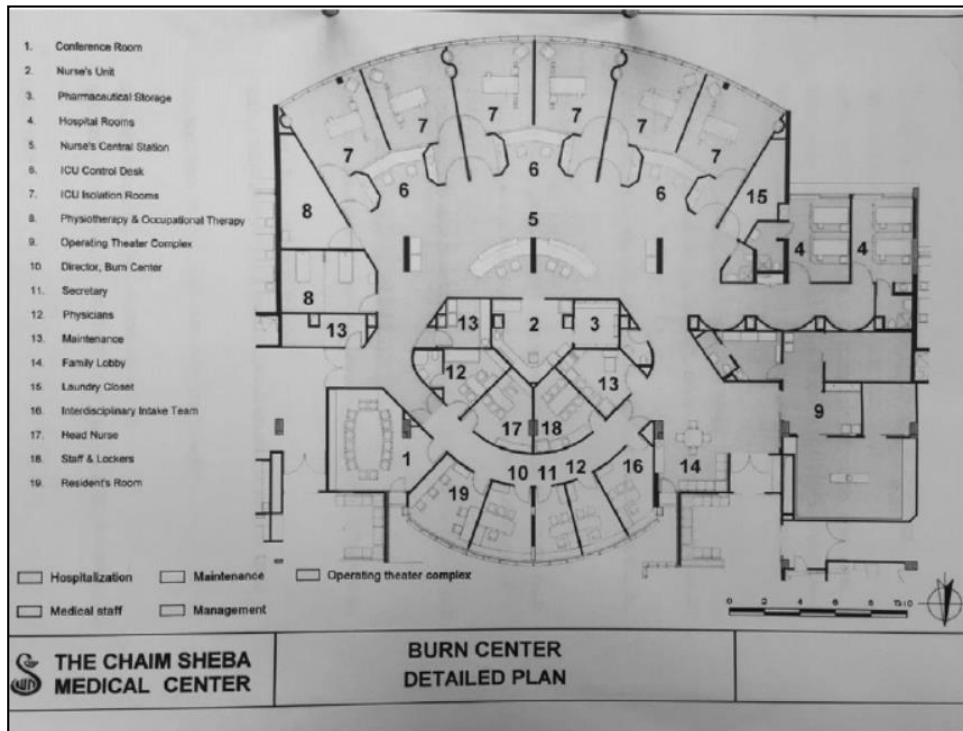 1. Conference Room
2. Nurse's Unit
3. Pharmaceutical Storage
4. Hospital Rooms
5. Nurse's Central Station
6. ICU Control Desk
7. ICU Isolation Rooms
8. Physiotherapy & Occupational Therapy
9. Operating Theater Complex
10 Director, Burn Center
11. Secretary
12 Physicians
13. Maintenance
14. Family Lobby
15 Laundry Closet
16. Interdisciplinary Intake Team
17. Head Nurse
18. Staff & Lockers
19. Resident's Room
7 7 7 7
7 7
6 6 6
8 15
5
4 4
8
13 13 2 3
12 13
9
17 18
1 10 11 12 16 14
19
Hospitalization Maintenance Operating theater complex
Medical staff Management
0 2 4 6 8 10
THE CHAIM SHEBA
MEDICAL CENTER
BURN CENTER
DETAILED PLAN